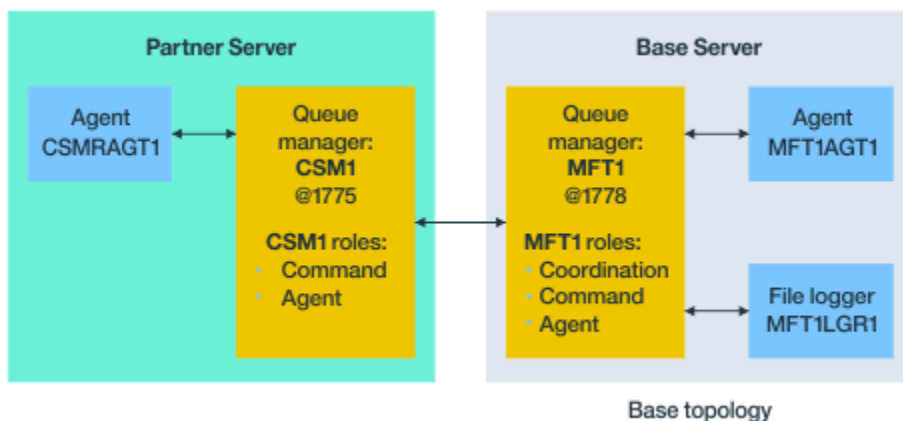 Partner Server
Agent
CSMRAGT1
Queue
manager:
CSM1
@1775
CSM1 roles:
• Command
• Agent
Base Server
Queue
manager:
MFT1
@1778
MFT1 roles:
• Coordination
• Command
• Agent
Agent
MFT1AGT1
File logger
MFT1LGR1
Base topology